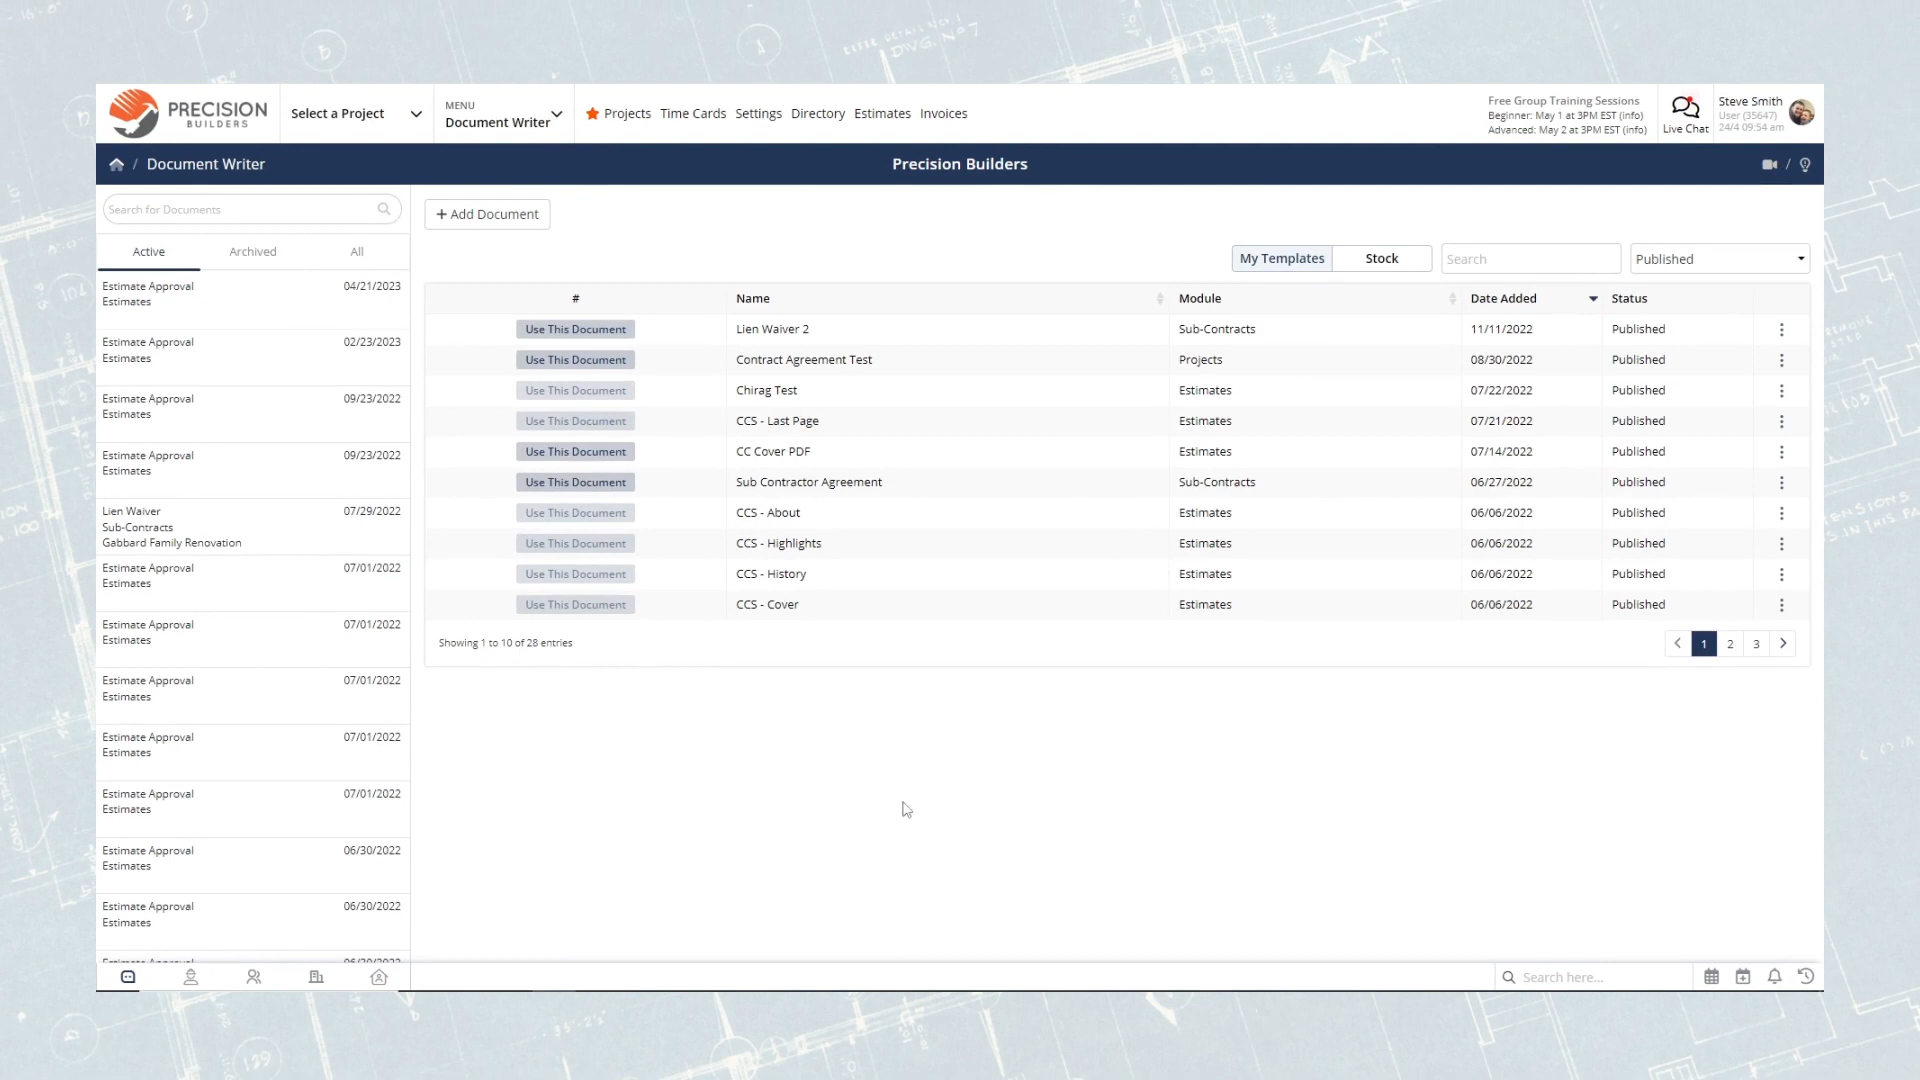 PRECISION
BUILDERS
Select a Project
MENU
Document Writer
Projects Time Cards Settings Directory Estimates Invoices
Free Group Training Sessions
Beginner: May 1 at 3PM EST (info)
Advanced: May 2 at 3PM EST (info)
Live Chat
Steve Smith
User (35647)
24/4 09:54 am
/ Document Writer
Precision Builders
/
Search for Documents
Active Archived All
Estimate Approval 04/21/2023
Estimates
Estimate Approval 02/23/2023
Estimates
Estimate Approval 09/23/2022
Estimates
Estimate Approval 09/23/2022
Estimates
Lien Waiver 07/29/2022
Sub-Contracts
Gabbard Family Renovation
Estimate Approval 07/01/2022
Estimates
Estimate Approval 07/01/2022
Estimates
Estimate Approval 07/01/2022
Estimates
Estimate Approval 07/01/2022
Estimates
Estimate Approval 07/01/2022
Estimates
Estimate Approval 06/30/2022
Estimates
Estimate Approval 06/30/2022
Estimates
+ Add Document
My Templates Stock Search Published
# Name Module Date Added Status
Use This Document Lien Waiver 2 Sub-Contracts 11/11/2022 Published
Use This Document Contract Agreement Test Projects 08/30/2022 Published
Use This Document Chirag Test Estimates 07/22/2022 Published
Use This Document CCS - Last Page Estimates 07/21/2022 Published
Use This Document CC Cover PDF Estimates 07/14/2022 Published
Use This Document Sub Contractor Agreement Sub-Contracts 06/27/2022 Published
Use This Document CCS - About Estimates 06/06/2022 Published
Use This Document CCS - Highlights Estimates 06/06/2022 Published
Use This Document CCS - History Estimates 06/06/2022 Published
Use This Document CCS - Cover Estimates 06/06/2022 Published
Showing 1 to 10 of 28 entries
1 2 3
Search here...